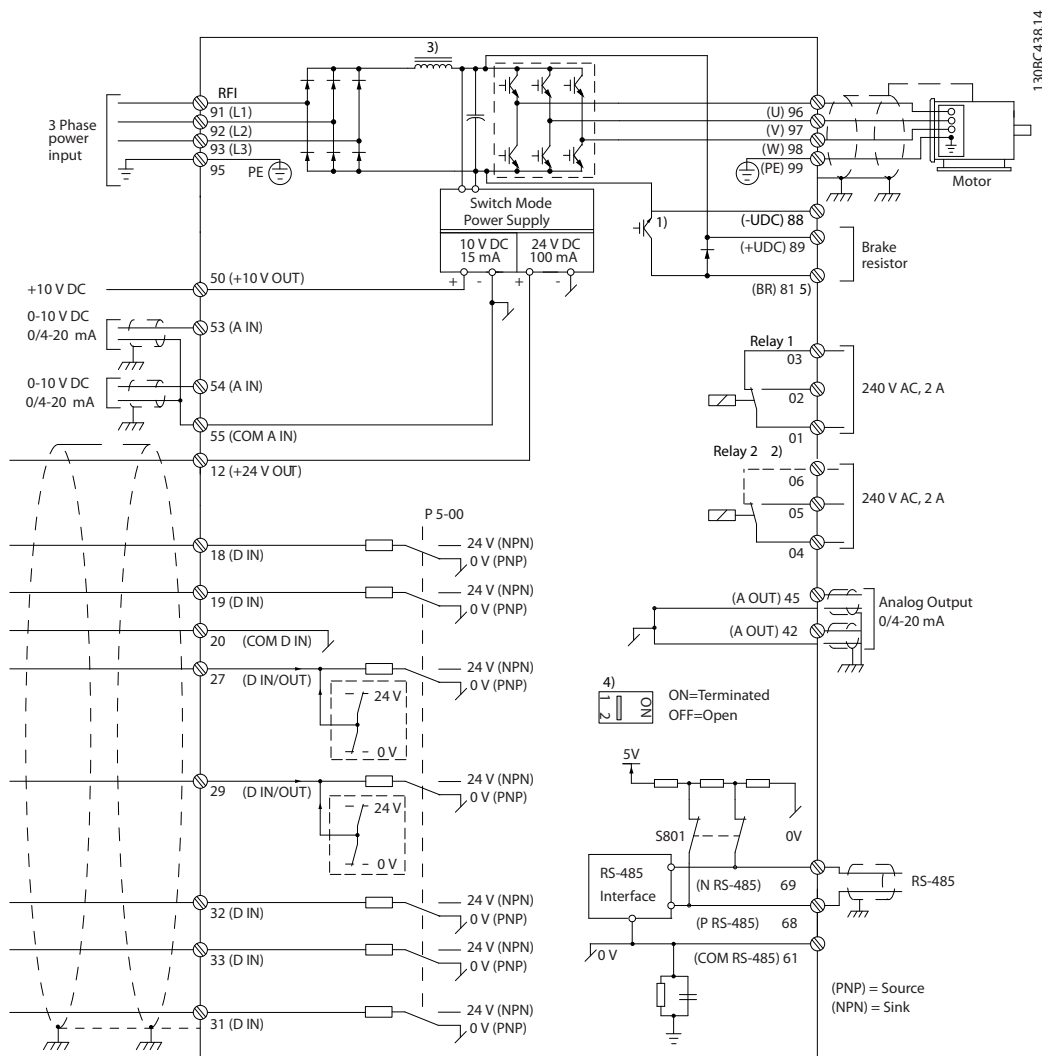 130BC438.14
3)
RFI
91 (L1)
92 (L2)
93 (L3)
95
PE
3 Phase
power
input
(U) 96
(V) 97
(W) 98
(PE) 99
Motor
Switch Mode
Power Supply
10 V DC
15 mA
24 V DC
100 mA
+ - + -
1)
(-UDC) 88
(+UDC) 89
(BR) 81 5)
Brake
resistor
+10 V DC
50 (+10 V OUT)
0-10 V DC
0/4-20 mA
53 (A IN)
0-10 V DC
0/4-20 mA
54 (A IN)
55 (COM A IN)
12 (+24 V OUT)
Relay 1
03
02
01
240 V AC, 2 A
Relay 2 2)
06
05
04
240 V AC, 2 A
P 5-00
18 (D IN)
24 V (NPN)
0 V (PNP)
19 (D IN)
24 V (NPN)
0 V (PNP)
20 (COM D IN)
27 (D IN/OUT)
24 V (NPN)
0 V (PNP)
24 V
0 V
29 (D IN/OUT)
24 V (NPN)
0 V (PNP)
24 V
0 V
32 (D IN)
24 V (NPN)
0 V (PNP)
33 (D IN)
24 V (NPN)
0 V (PNP)
31 (D IN)
24 V (NPN)
0 V (PNP)
(A OUT) 45
(A OUT) 42
Analog Output
0/4-20 mA
4)
1 2
ON
ON=Terminated
OFF=Open
5V
S801
0V
RS-485
Interface
(N RS-485) 69
(P RS-485) 68
RS-485
0 V
(COM RS-485) 61
(PNP) = Source
(NPN) = Sink